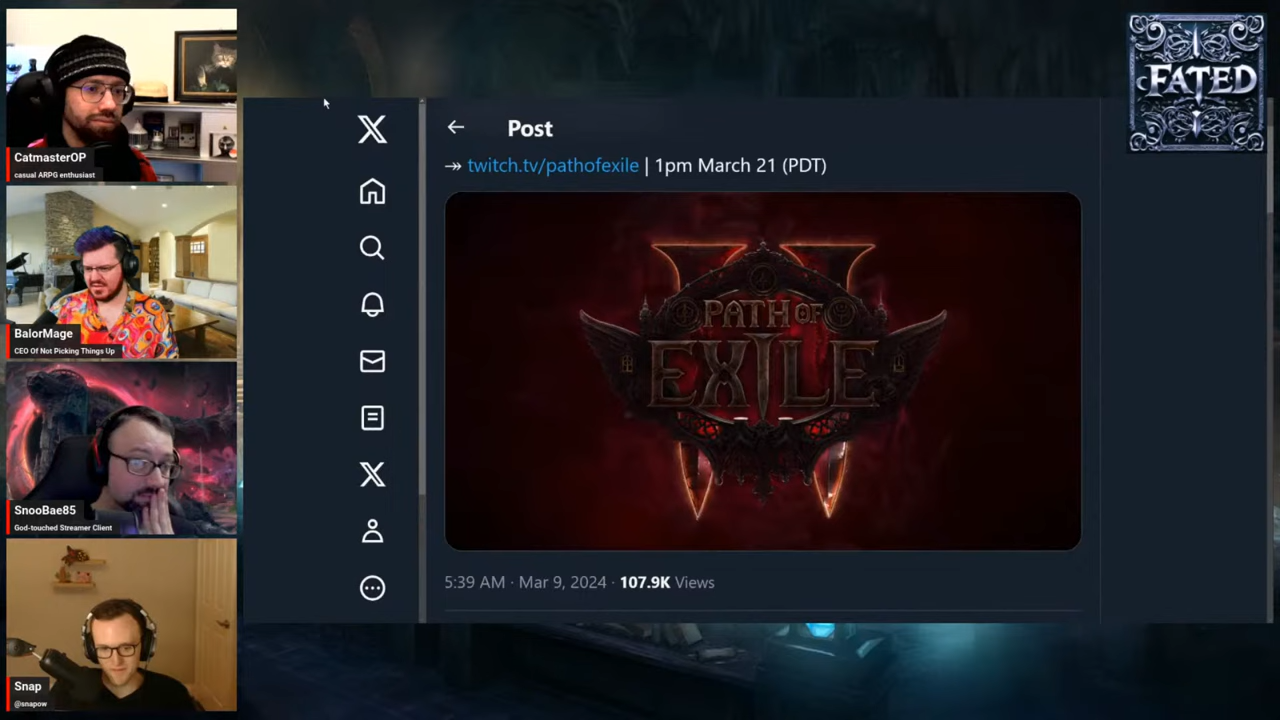 CatmasterOP
casual ARPG enthusiast
BalorMage
CEO Of Not Picking Things Up
SnooBae85
God-touched Streamer Client
Snap
@snapow
Post
↠ twitch.tv/pathofexile | 1pm March 21 (PDT)
PATH OF
EXILE
II
5:39 AM · Mar 9, 2024 · 107.9K Views
FATED